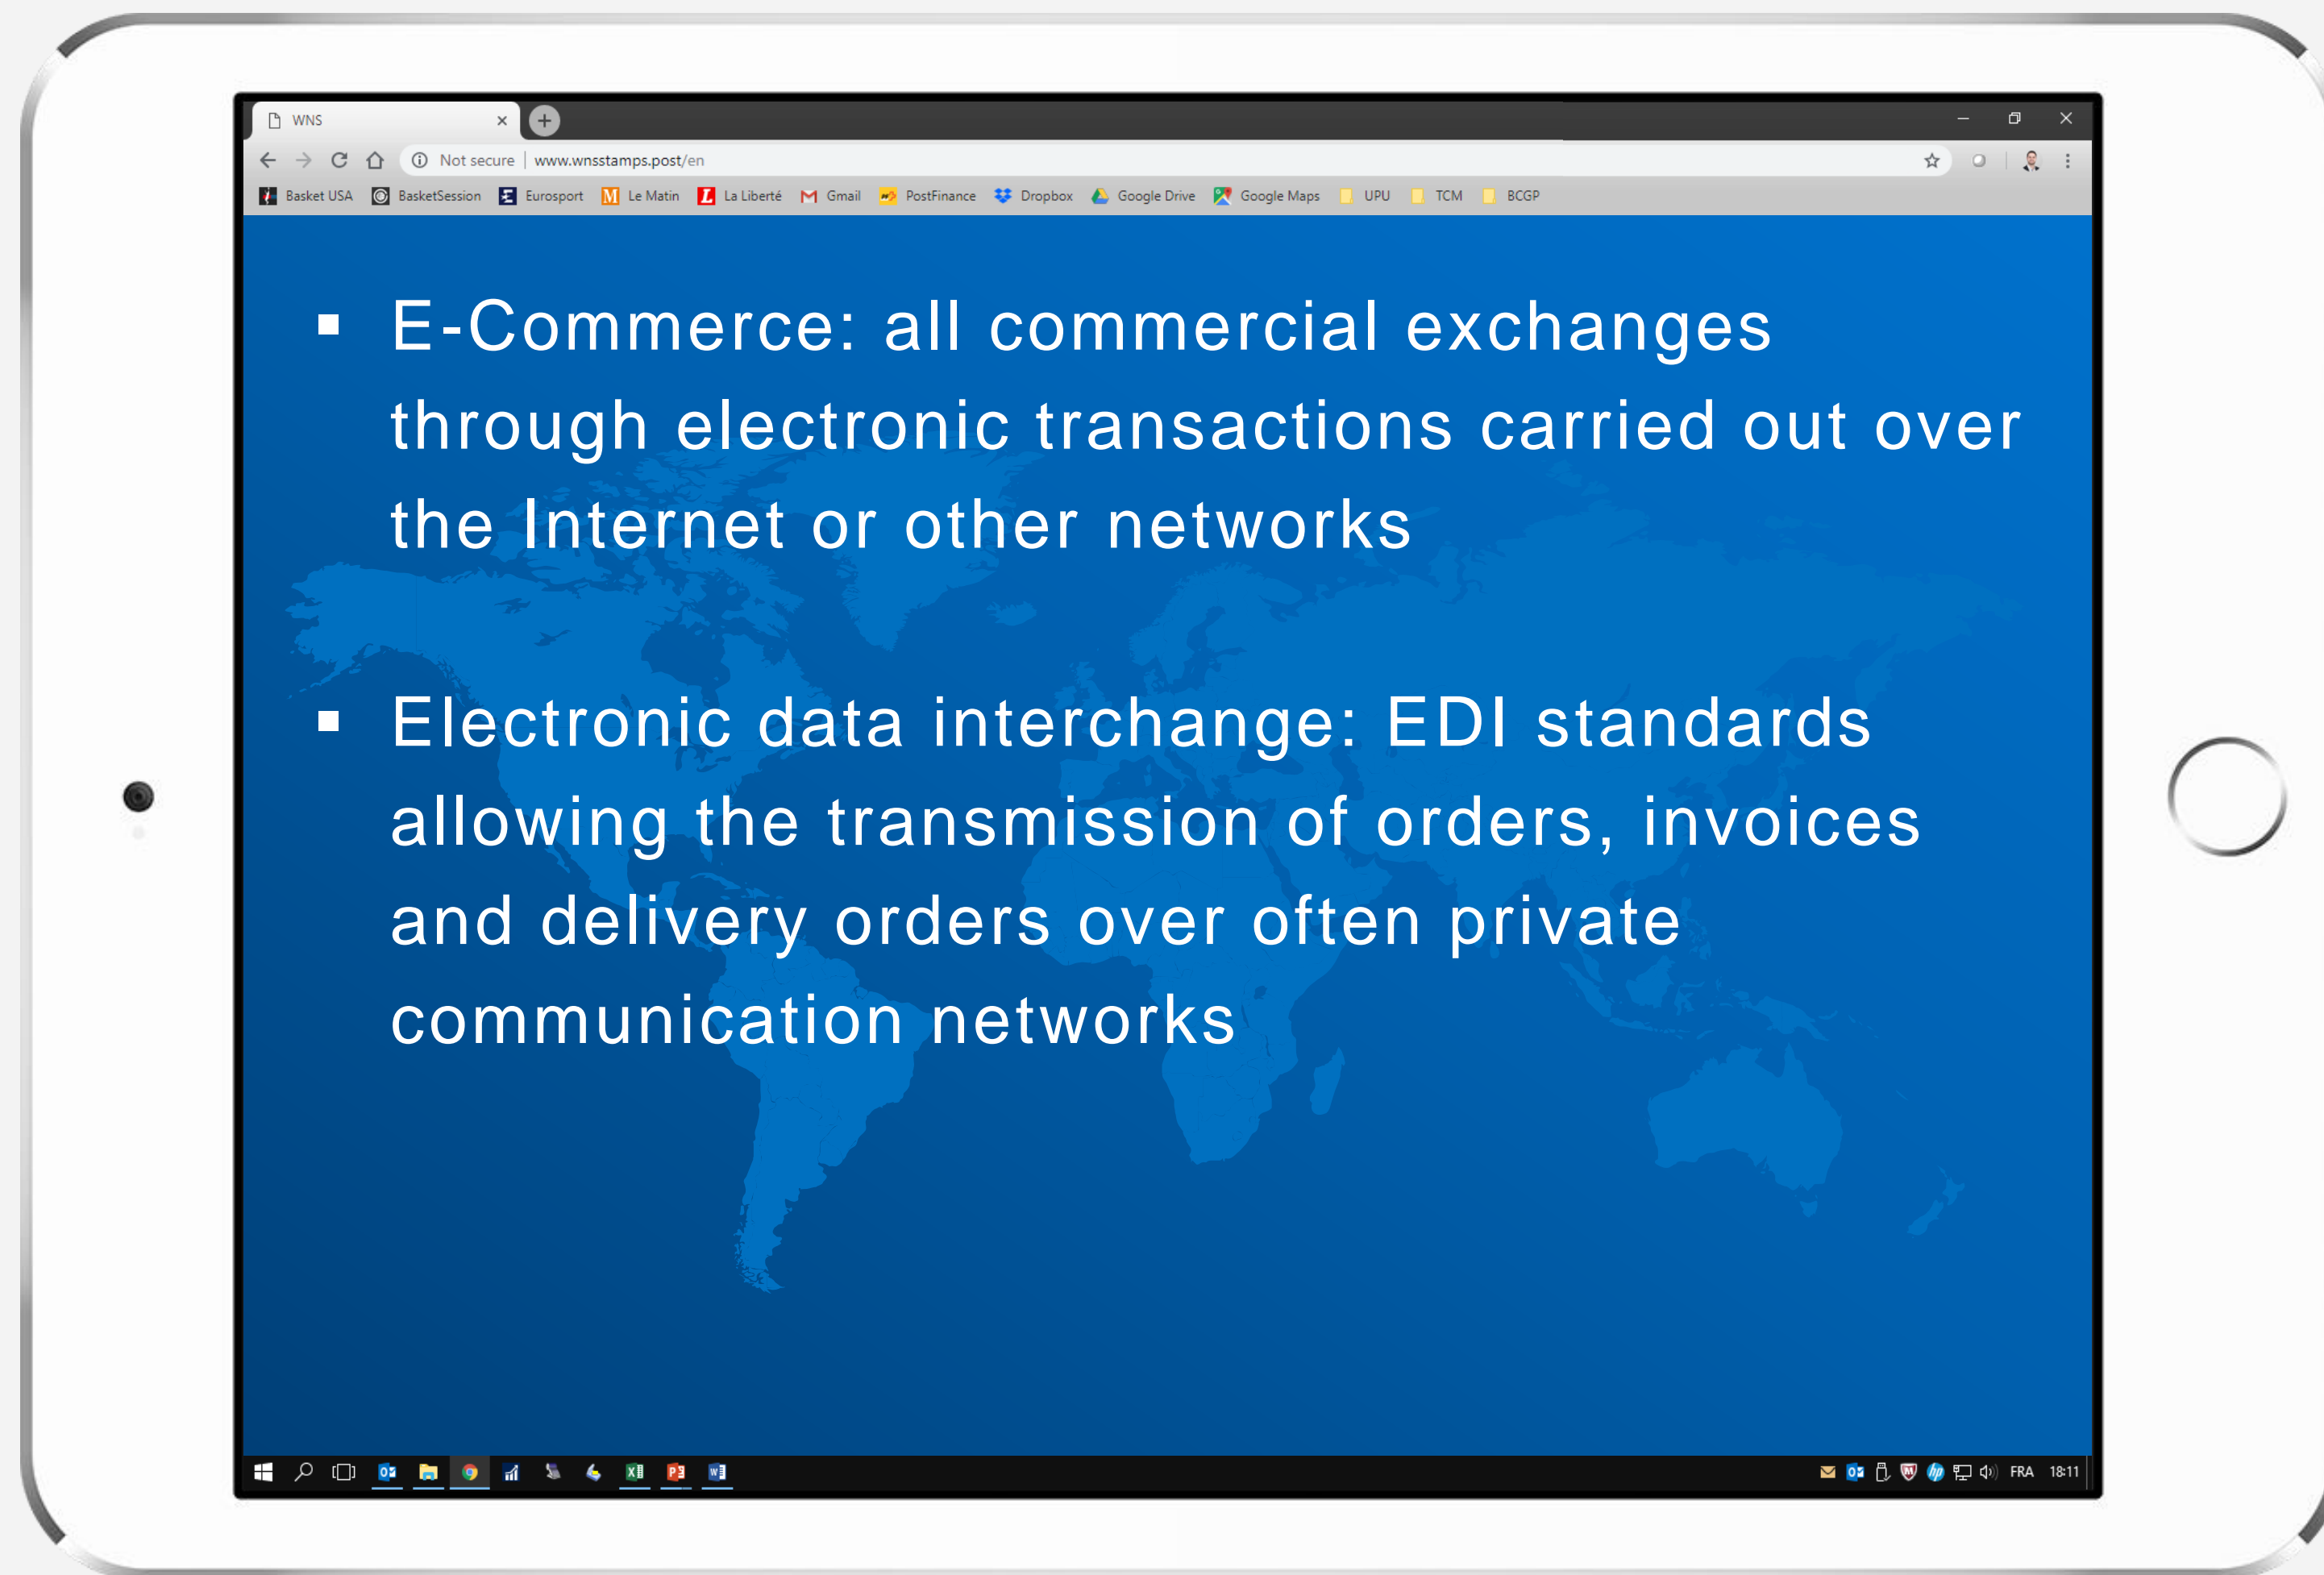 WNS
Not secure | www.wnsstamps.post/en
Basket USA BasketSession Eurosport M Le Matin L La Liberté Gmail PostFinance Dropbox Google Drive Google Maps UPU TCM BCGP
▪ E-Commerce: all commercial exchanges
through electronic transactions carried out over
the Internet or other networks
▪ Electronic data interchange: EDI standards
allowing the transmission of orders, invoices
and delivery orders over often private
communication networks
FRA 18:11